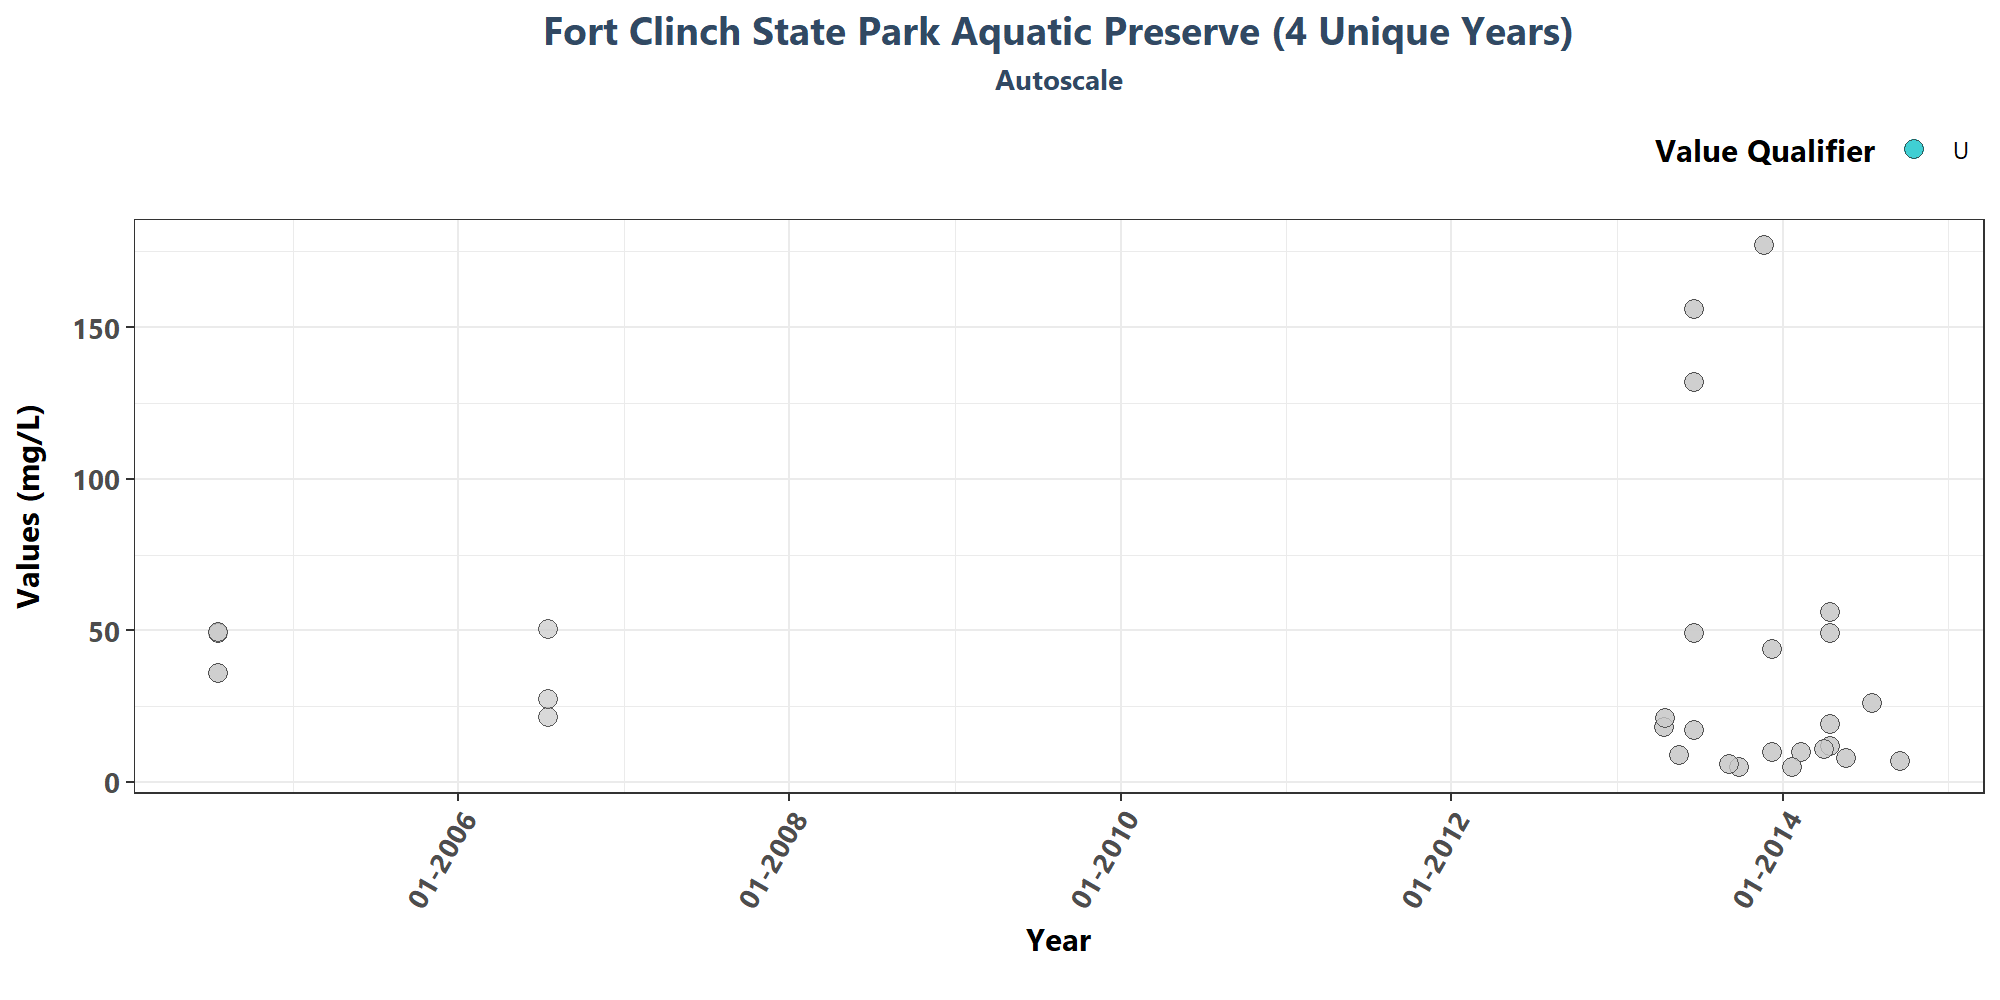 Fort Clinch State Park Aquatic Preserve (4 Unique Years)
Autoscale
Value Qualifier U
Values (mg/L)
150
100
50
0
01-2006 01-2008 01-2010 01-2012 01-2014
Year